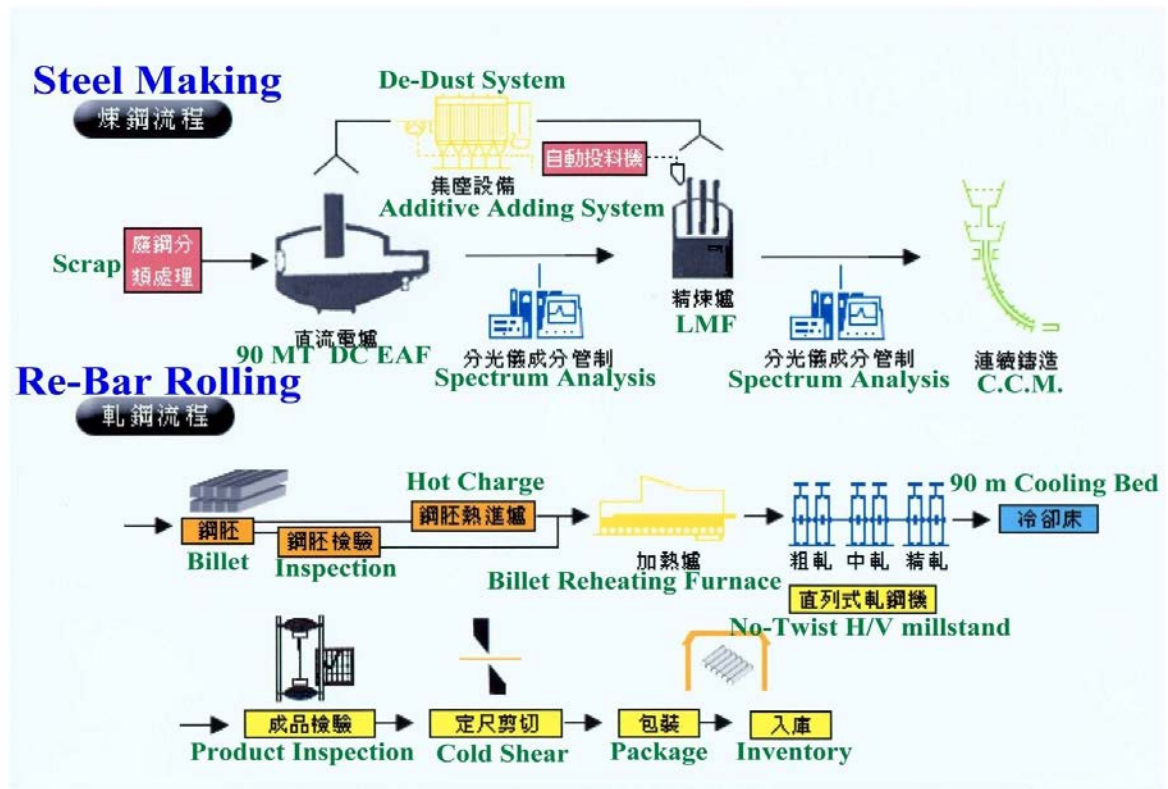 Steel Making
煉鋼流程
De-Dust System
集塵設備
自動投料機
Additive Adding System
Scrap
廢鋼分
類處理
直流電爐
90 MT DC EAF
分光儀成分管制
Spectrum Analysis
精煉爐
LMF
分光儀成分管制
Spectrum Analysis
連續鑄造
C.C.M.
Re-Bar Rolling
軋鋼流程
鋼胚
Billet
鋼胚檢驗
Inspection
Hot Charge
鋼胚熱進爐
加熱爐
Billet Reheating Furnace
粗軋 中軋 精軋
直列式軋鋼機
No-Twist H/V millstand
90 m Cooling Bed
冷卻床
成品檢驗
Product Inspection
定尺剪切
Cold Shear
包裝
Package
入庫
Inventory